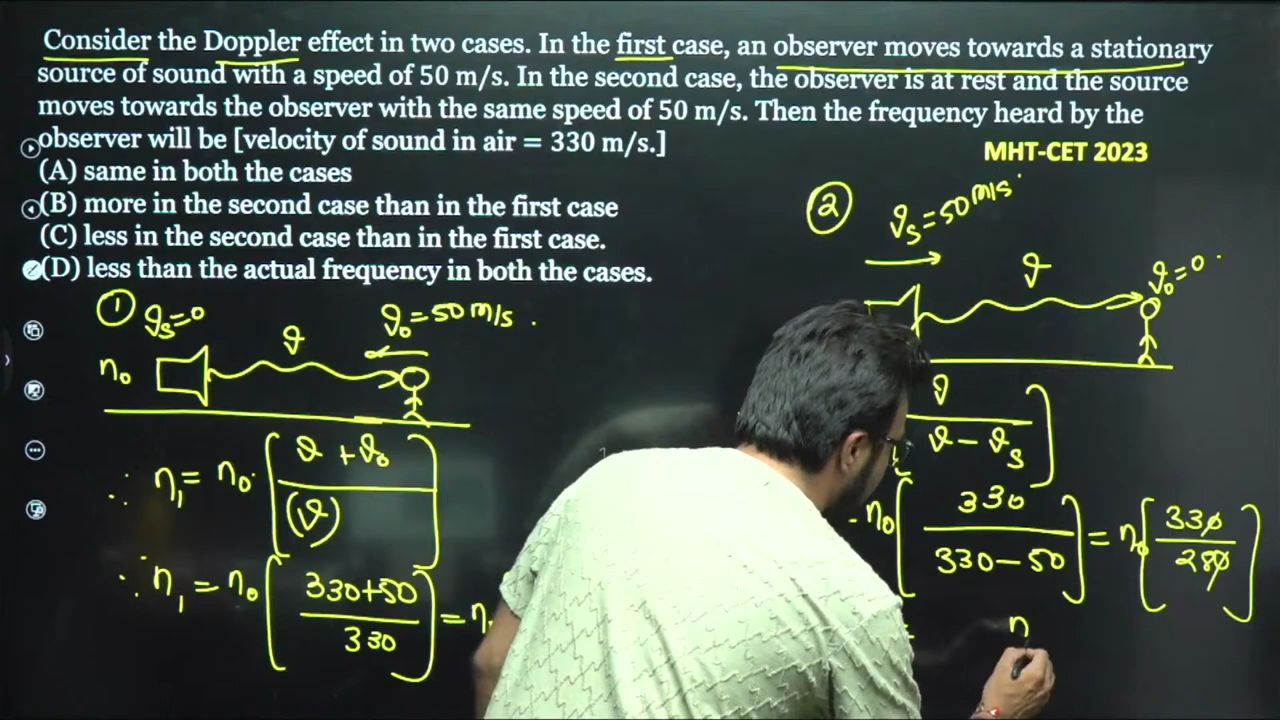 Consider the Doppler effect in two cases. In the first case, an observer moves towards a stationary
source of sound with a speed of 50 m/s. In the second case, the observer is at rest and the source
moves towards the observer with the same speed of 50 m/s. Then the frequency heard by the
observer will be [velocity of sound in air = 330 m/s.]
MHT-CET 2023
(A) same in both the cases
(B) more in the second case than in the first case
(C) less in the second case than in the first case.
(D) less than the actual frequency in both the cases.
① ϑₛ=0
ϑ
ϑ₀=50 m/s.
n₀
∴ n₁= n₀. [ϑ+ϑ₀ / (ϑ)]
∴ n₁ = n₀ [330+50 / 330] = n
②
ϑₛ=50 m/s.
ϑ
ϑ₀=0.
ϑ / ϑ-ϑₛ]
n₀ [330 / 330-50] = n₀ [330 / 280]
n